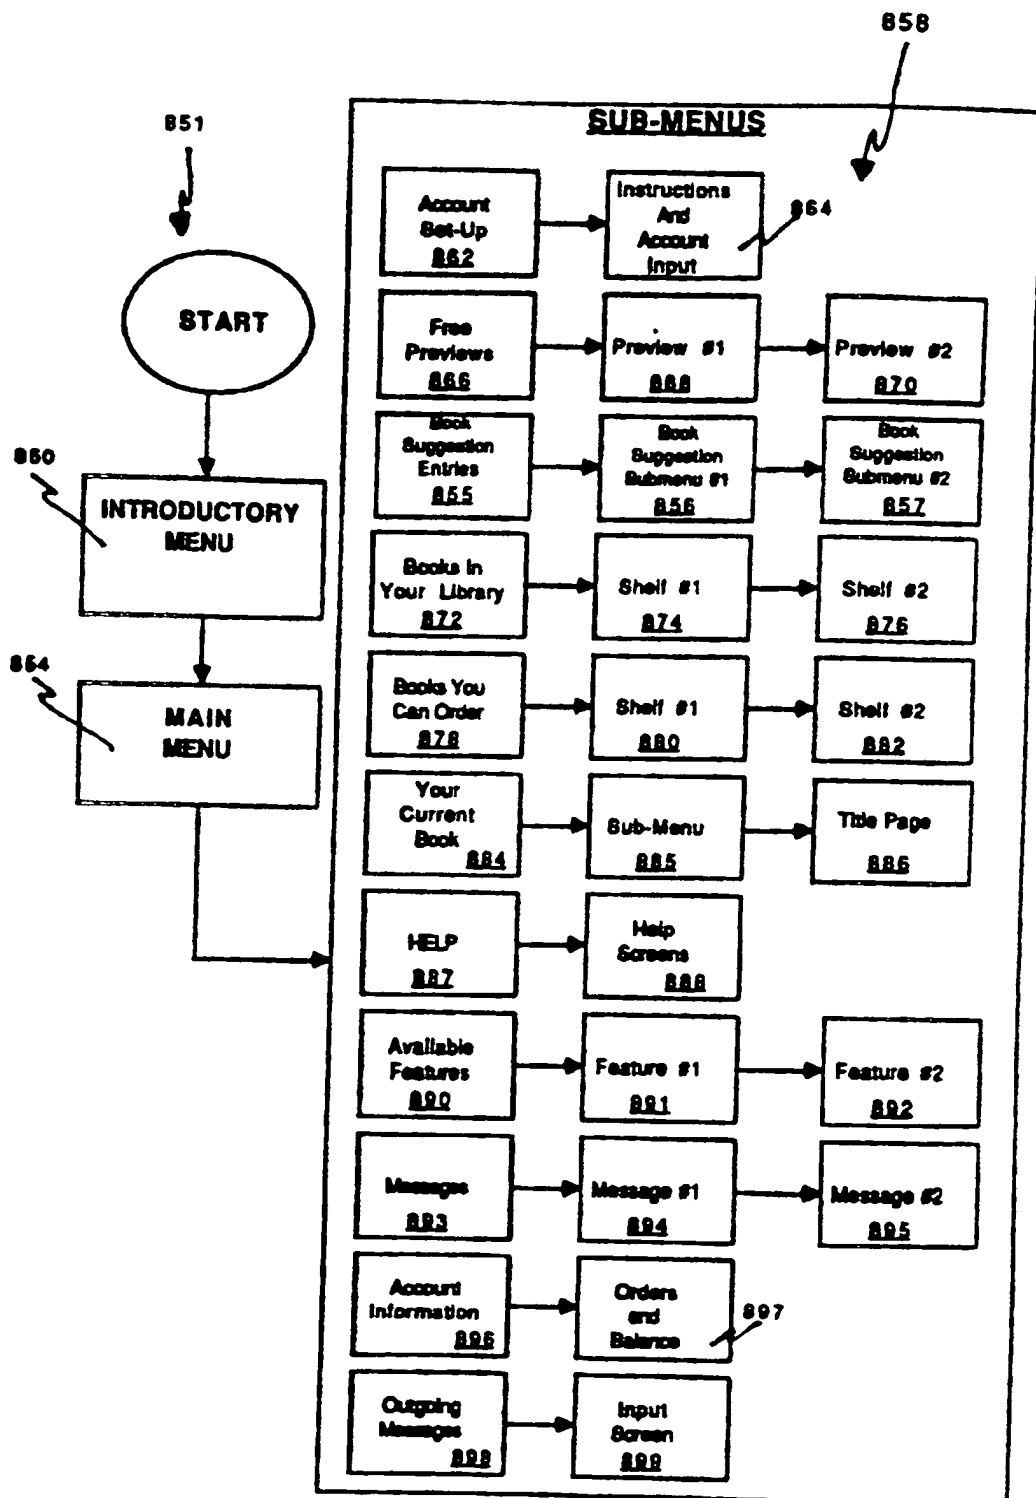 858
851
SUB-MENUS
START
850
INTRODUCTORY
MENU
854
MAIN
MENU
Account
Set-Up
862
Instructions
And
Account
Input
864
Free
Previews
866
Preview #1
868
Preview #2
870
Book
Suggestion
Entries
855
Book
Suggestion
Submenu #1
856
Book
Suggestion
Submenu #2
857
Books In
Your Library
872
Shelf #1
874
Shelf #2
876
Books You
Can Order
878
Shelf #1
880
Shelf #2
882
Your
Current
Book
884
Sub-Menu
885
Title Page
886
HELP
887
Help
Screens
888
Available
Features
890
Feature #1
891
Feature #2
892
Messages
893
Message #1
894
Message #2
895
Account
Information
896
Orders
and
Balance
897
Outgoing
Messages
898
Input
Screen
899